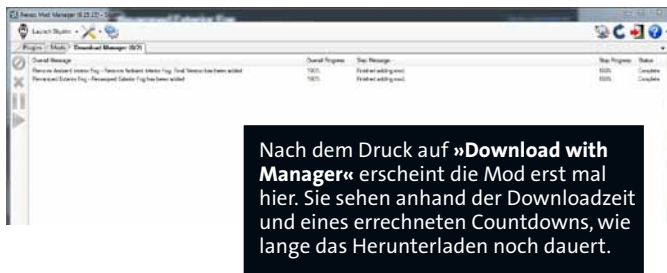 Nexus Mod Manager (0.15.17) - Skyrim
Launch Skyrim
Plugins Mods Download Manager (0/2)
Overall Message Overall Progress Step Message Step Progress Status
Remove Ambient Interior Fog - Remove Ambient Interior Fog Final Version has been added 100% Finished adding mod. 100% Complete
Revamped Exterior Fog - Revamped Exterior Fog has been added 100% Finished adding mod. 100% Complete
Nach dem Druck auf »Download with
Manager« erscheint die Mod erst mal
hier. Sie sehen anhand der Downloadzeit
und eines errechneten Countdowns, wie
lange das Herunterladen noch dauert.